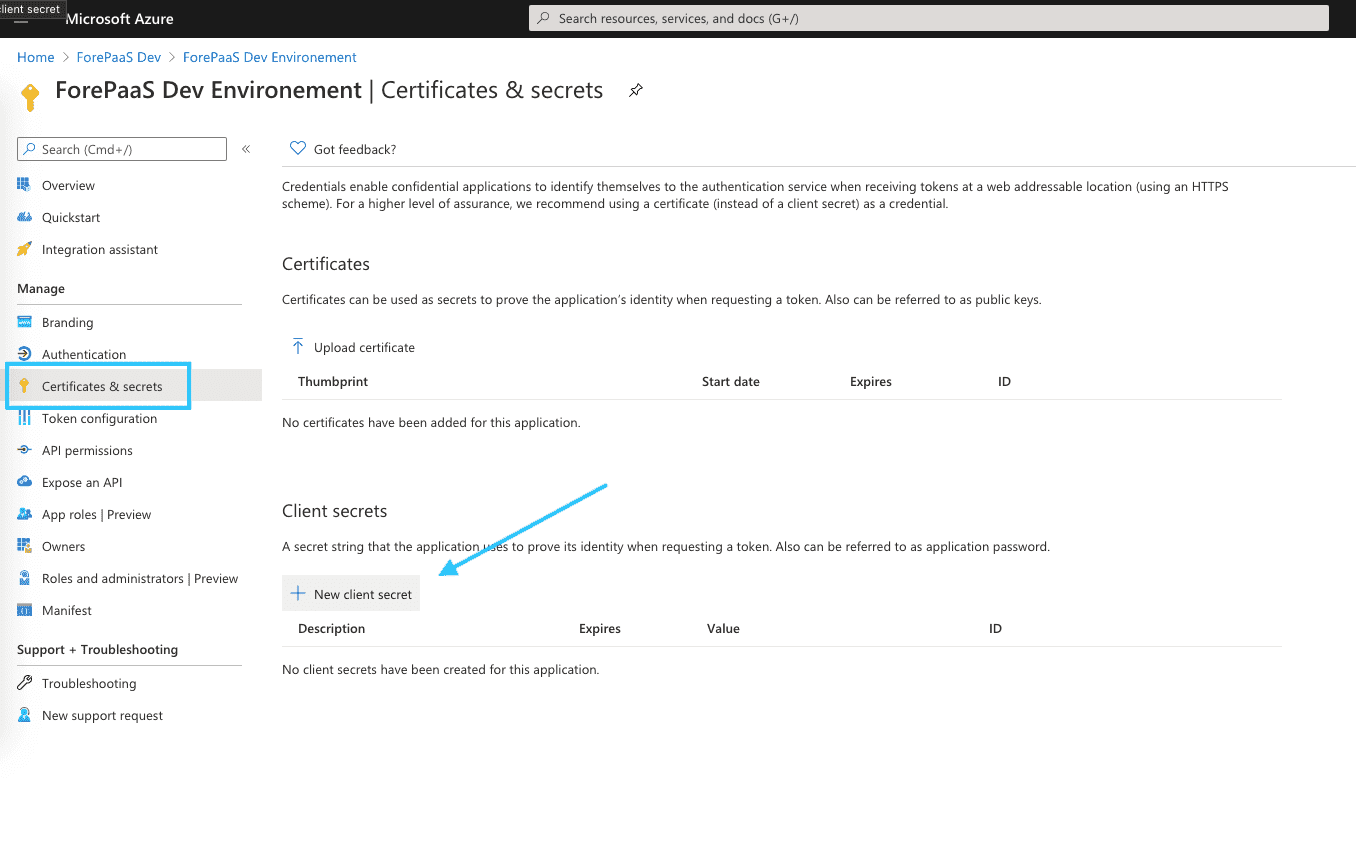 client secret
Microsoft Azure
Search resources, services, and docs (G+/)
Home > ForePaaS Dev > ForePaaS Dev Environement
ForePaaS Dev Environement | Certificates & secrets
Search (Cmd+/)
«
Overview
Quickstart
Integration assistant
Manage
Branding
Authentication
Certificates & secrets
Token configuration
API permissions
Expose an API
App roles | Preview
Owners
Roles and administrators | Preview
Manifest
Support + Troubleshooting
Troubleshooting
New support request
Got feedback?
Credentials enable confidential applications to identify themselves to the authentication service when receiving tokens at a web addressable location (using an HTTPS
scheme). For a higher level of assurance, we recommend using a certificate (instead of a client secret) as a credential.
Certificates
Certificates can be used as secrets to prove the application's identity when requesting a token. Also can be referred to as public keys.
Upload certificate
Thumbprint Start date Expires ID
No certificates have been added for this application.
Client secrets
A secret string that the application uses to prove its identity when requesting a token. Also can be referred to as application password.
New client secret
Description Expires Value ID
No client secrets have been created for this application.